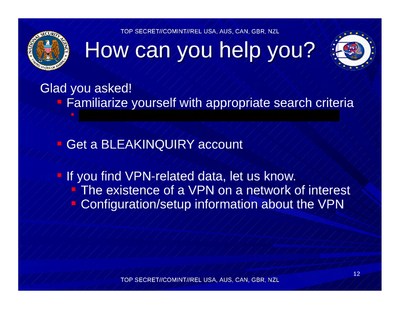 TOP SECRET//COMINT//REL USA, AUS, CAN, GBR, NZL
How can you help you?
Glad you asked!
Familiarize yourself with appropriate search criteria
Get a BLEAKINQUIRY account
If you find VPN-related data, let us know.
The existence of a VPN on a network of interest
Configuration/setup information about the VPN
12
TOP SECRET//COMINT//REL USA, AUS, CAN, GBR, NZL